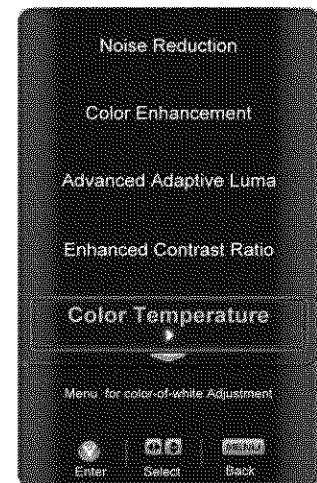 Noise Reduction
Color Enhancement
Advanced Adaptive Luma
Enhanced Contrast Ratio
Color Temperature
Menu for color-of-white Adjustment
MENU
Enter Select Back